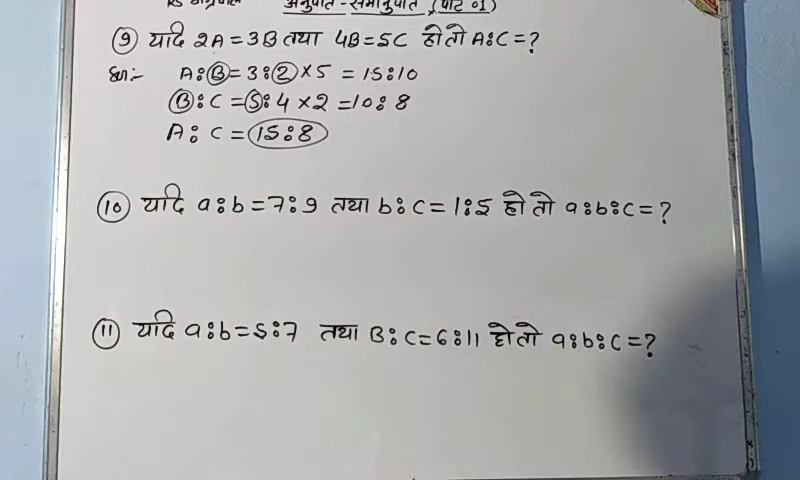 अनुपात-समानुपात (पार्ट 01)
(9) यदि 2A=3B तथा 4B=5C हो तो A:C=?
हल:- A:B=3:2×5 =15:10
B:C =5:4 ×2 =10:8
A: C =15:8
(10) यदि a:b=7:9 तथा b:c=1:5 हो तो a:b:c=?
(11) यदि a:b=5:7 तथा B:C=6:11 हो तो a:b:c=?